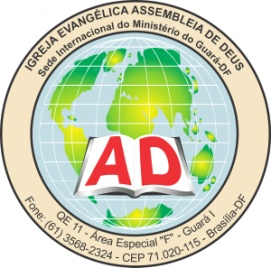 IGREJA EVANGÉLICA ASSEMBLEIA DE DEUS
Sede Internacional do Ministério do Guará-DF
AD
QE 11 - Área Especial "F" - Guará I
Fone: (61) 3568-2324 - CEP 71.020-115 - Brasília-DF